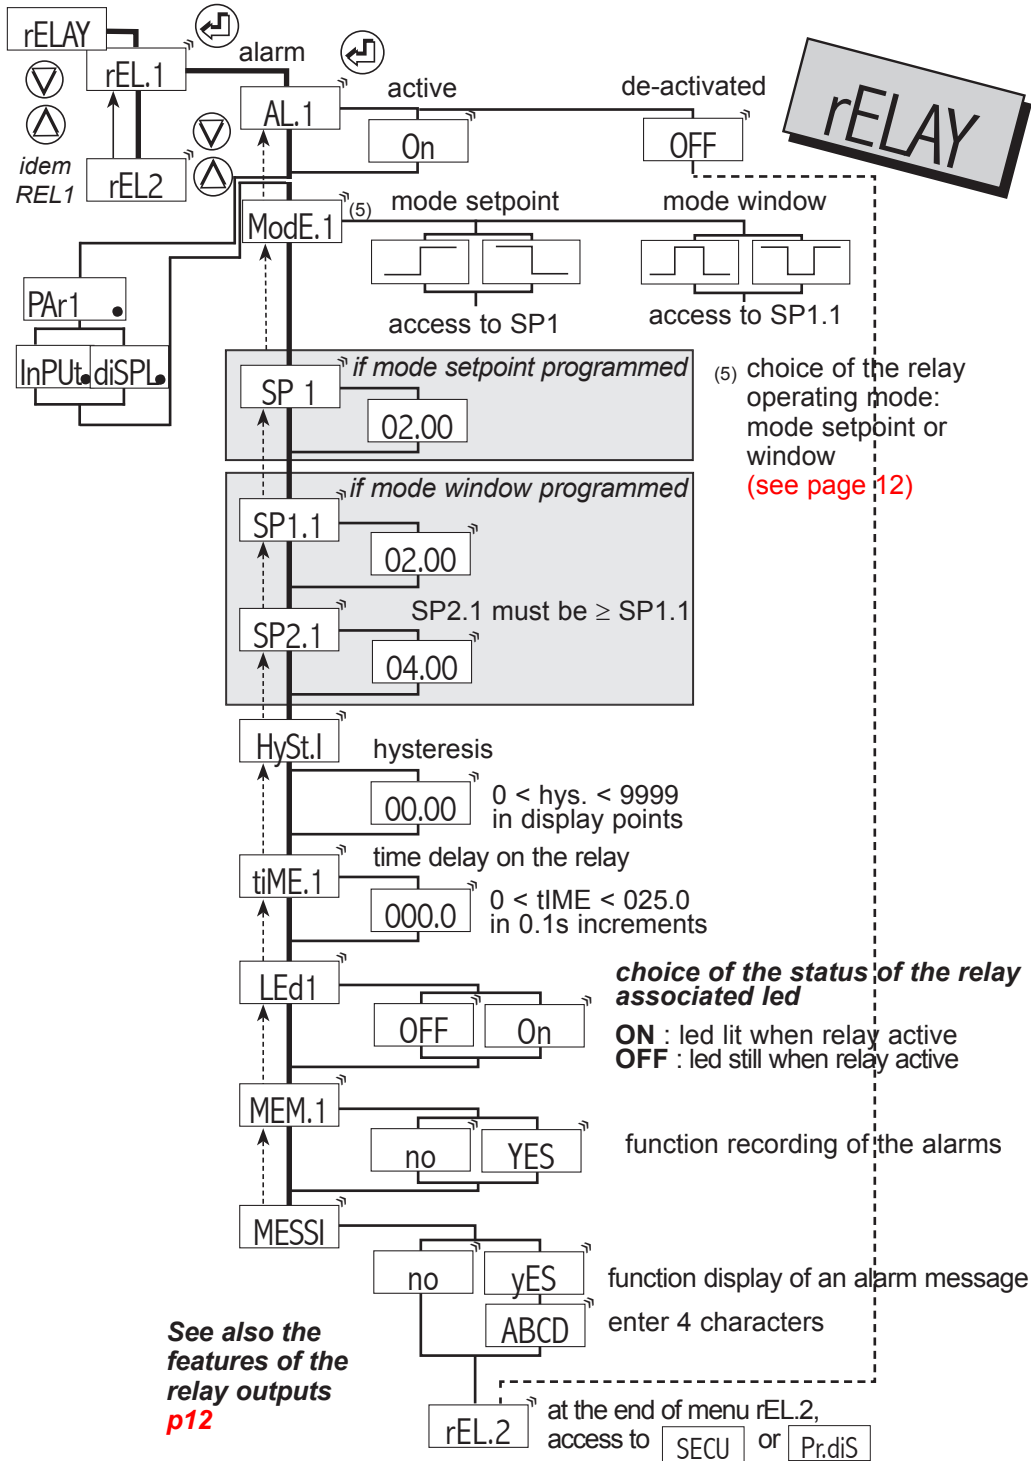 rELAY
rEL.1
alarm
AL.1
active
de-activated
On
OFF
rELAY
idem
REL1
rEL2
ModE.1
(5)
mode setpoint
mode window
access to SP1
access to SP1.1
PAr1
InPUt
diSPL
if mode setpoint programmed
SP 1
02.00
(5) choice of the relay
operating mode:
mode setpoint or
window
(see page 12)
if mode window programmed
SP1.1
02.00
SP2.1 must be ≥ SP1.1
SP2.1
04.00
HySt.I
hysteresis
00.00
0 < hys. < 9999
in display points
time delay on the relay
tiME.1
000.0
0 < tIME < 025.0
in 0.1s increments
LEd1
OFF
On
choice of the status of the relay
associated led
ON : led lit when relay active
OFF : led still when relay active
MEM.1
no
YES
function recording of the alarms
MESSI
no
yES
function display of an alarm message
ABCD
enter 4 characters
See also the
features of the
relay outputs
p12
rEL.2
at the end of menu rEL.2,
access to SECU or Pr.diS